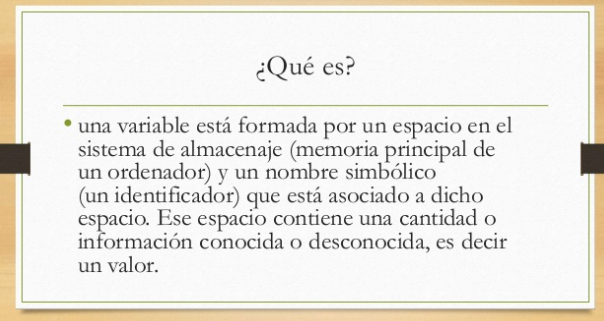 ¿Qué es?
• una variable está formada por un espacio en el
sistema de almacenaje (memoria principal de
un ordenador) y un nombre simbólico
(un identificador) que está asociado a dicho
espacio. Ese espacio contiene una cantidad o
información conocida o desconocida, es decir
un valor.